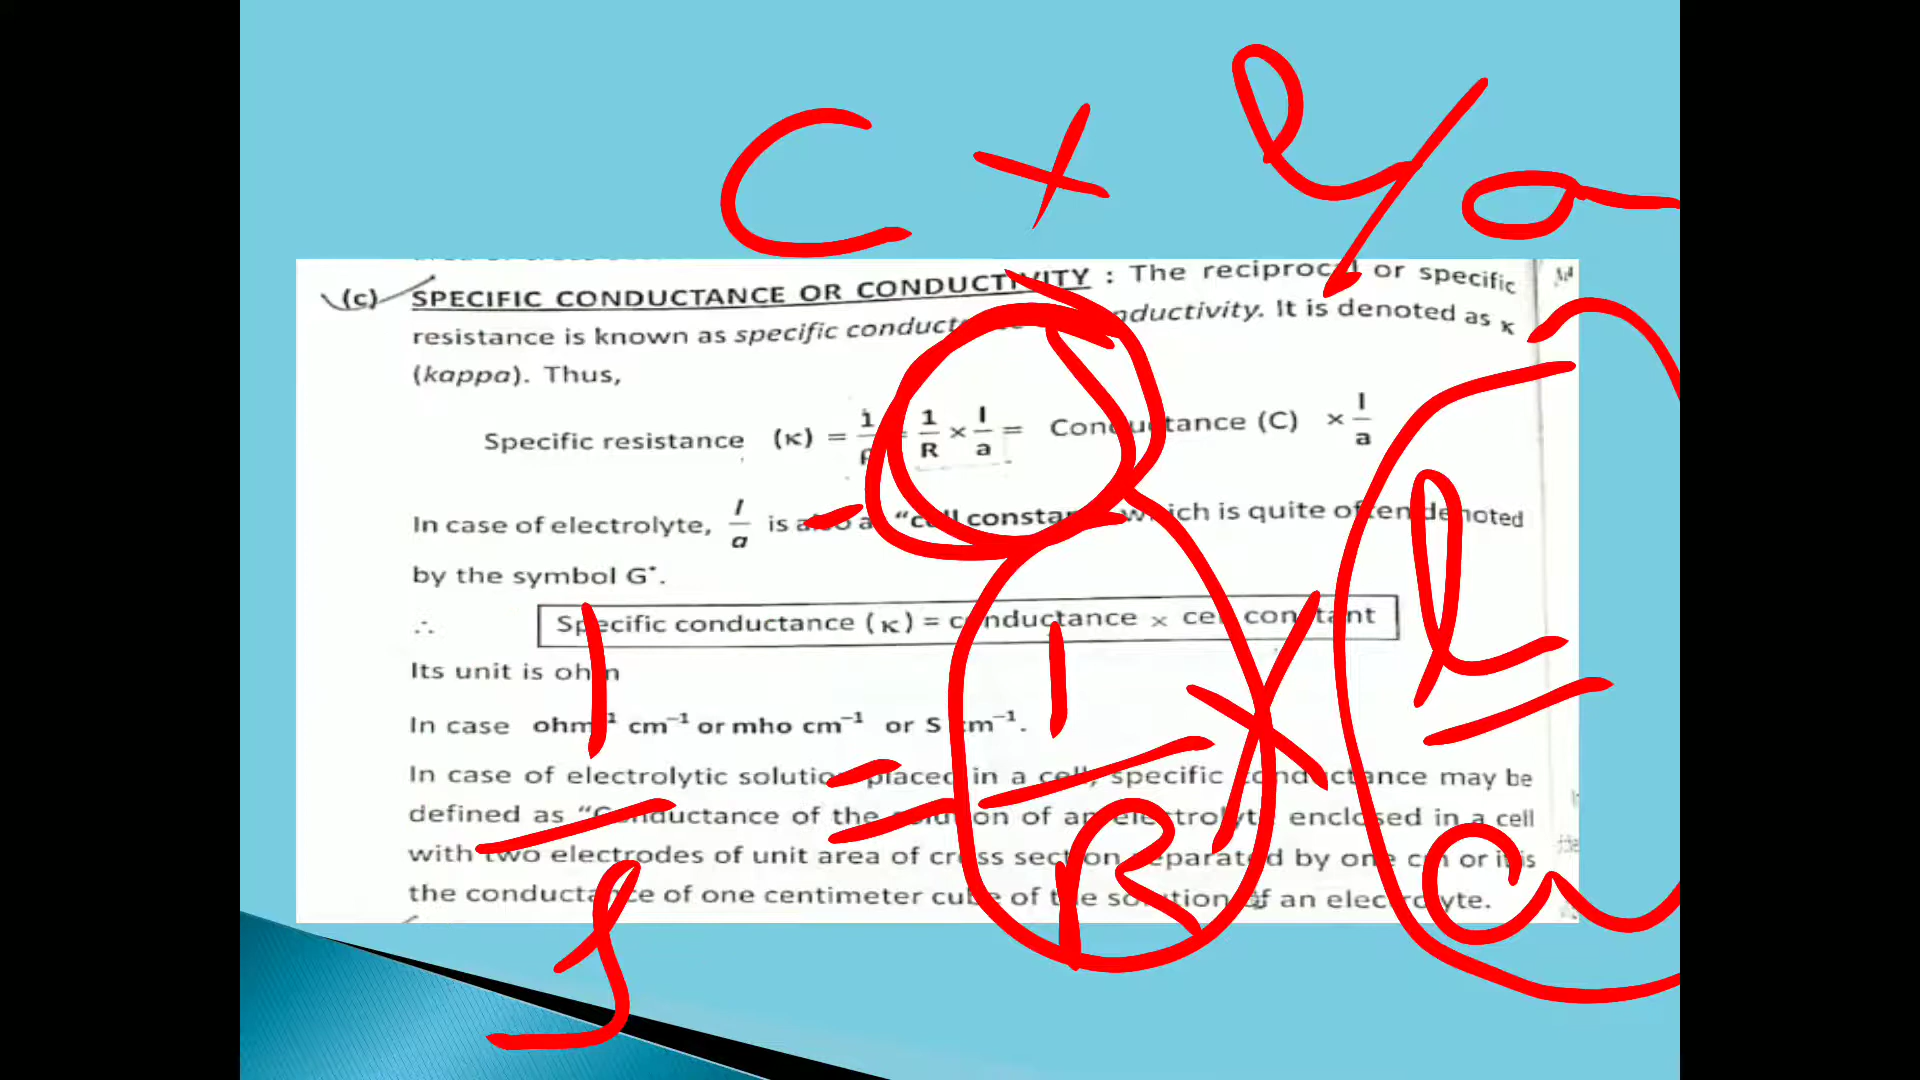 C × l/a
(c) SPECIFIC CONDUCTANCE OR CONDUCTIVITY : The reciprocal or specific
resistance is known as specific conductance conductivity. It is denoted as κ
(kappa). Thus,
Specific resistance (κ) = 1/ρ = 1/R × l/a = Conductance (C) × l/a
In case of electrolyte, l/a is also a "cell constant which is quite often denoted
by the symbol G*.
∴ Specific conductance (κ) = conductance × cell constant
Its unit is ohm
In case ohm⁻¹ cm⁻¹ or mho cm⁻¹ or S cm⁻¹.
In case of electrolytic solution placed in a cell, specific conductance may be
defined as "Conductance of the solution of an electrolyte enclosed in a cell
with two electrodes of unit area of cross section separated by one cm or it is
the conductance of one centimeter cube of the solution of an electrolyte.
1/ρ = 1/R × l/a